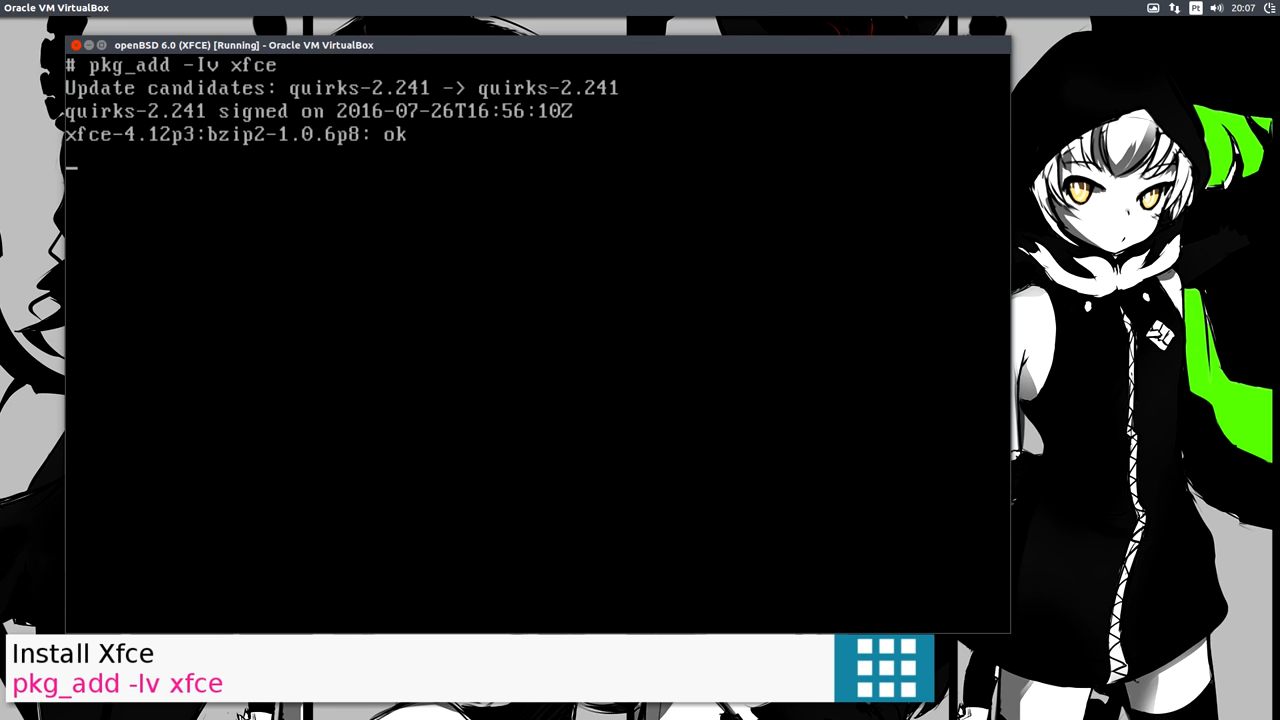 Oracle VM VirtualBox
Pt
20:07
openBSD 6.0 (XFCE) [Running] - Oracle VM VirtualBox
# pkg_add -Iv xfce
Update candidates: quirks-2.241 -> quirks-2.241
quirks-2.241 signed on 2016-07-26T16:56:10Z
xfce-4.12p3:bzip2-1.0.6p8: ok
Install Xfce
pkg_add -Iv xfce